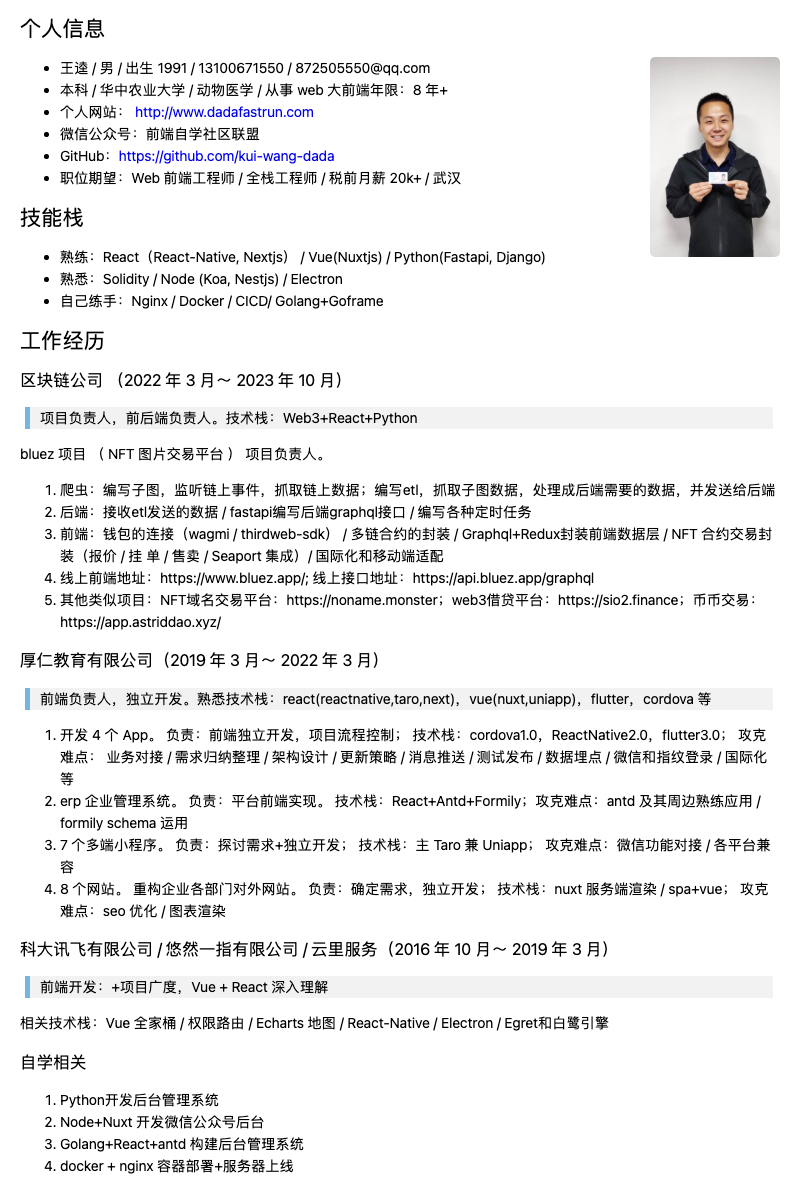 个人信息
王逵 / 男 / 出生 1991 / 13100671550 / 872505550@qq.com
本科 / 华中农业大学 / 动物医学 / 从事 web 大前端年限：8 年+
个人网站： http://www.dadafastrun.com
微信公众号：前端自学社区联盟
GitHub：https://github.com/kui-wang-dada
职位期望：Web 前端工程师 / 全栈工程师 / 税前月薪 20k+ / 武汉
技能栈
熟练：React（React-Native, Nextjs） / Vue(Nuxtjs) / Python(Fastapi, Django)
熟悉：Solidity / Node (Koa, Nestjs) / Electron
自己练手：Nginx / Docker / CICD/ Golang+Goframe
工作经历
区块链公司 （2022 年 3 月～ 2023 年 10 月）
项目负责人，前后端负责人。技术栈：Web3+React+Python
bluez 项目 （ NFT 图片交易平台 ） 项目负责人。
1. 爬虫：编写子图，监听链上事件，抓取链上数据；编写etl，抓取子图数据，处理成后端需要的数据，并发送给后端
2. 后端：接收etl发送的数据 / fastapi编写后端graphql接口 / 编写各种定时任务
3. 前端：钱包的连接（wagmi / thirdweb-sdk） / 多链合约的封装 / Graphql+Redux封装前端数据层 / NFT 合约交易封
装（报价 / 挂 单 / 售卖 / Seaport 集成）/ 国际化和移动端适配
4. 线上前端地址：https://www.bluez.app/; 线上接口地址：https://api.bluez.app/graphql
5. 其他类似项目：NFT域名交易平台：https://noname.monster；web3借贷平台：https://sio2.finance；币币交易：
https://app.astriddao.xyz/
厚仁教育有限公司（2019 年 3 月～ 2022 年 3 月）
前端负责人，独立开发。熟悉技术栈：react(reactnative,taro,next)，vue(nuxt,uniapp)，flutter，cordova 等
1. 开发 4 个 App。 负责：前端独立开发，项目流程控制； 技术栈：cordova1.0，ReactNative2.0，flutter3.0； 攻克
难点： 业务对接 / 需求归纳整理 / 架构设计 / 更新策略 / 消息推送 / 测试发布 / 数据埋点 / 微信和指纹登录 / 国际化
等
2. erp 企业管理系统。 负责：平台前端实现。 技术栈：React+Antd+Formily；攻克难点：antd 及其周边熟练应用 /
formily schema 运用
3. 7 个多端小程序。 负责：探讨需求+独立开发； 技术栈：主 Taro 兼 Uniapp； 攻克难点：微信功能对接 / 各平台兼
容
4. 8 个网站。 重构企业各部门对外网站。 负责：确定需求，独立开发； 技术栈：nuxt 服务端渲染 / spa+vue； 攻克
难点：seo 优化 / 图表渲染
科大讯飞有限公司 / 悠然一指有限公司 / 云里服务（2016 年 10 月～ 2019 年 3 月）
前端开发：+项目广度，Vue + React 深入理解
相关技术栈：Vue 全家桶 / 权限路由 / Echarts 地图 / React-Native / Electron / Egret和白鹭引擎
自学相关
1. Python开发后台管理系统
2. Node+Nuxt 开发微信公众号后台
3. Golang+React+antd 构建后台管理系统
4. docker + nginx 容器部署+服务器上线